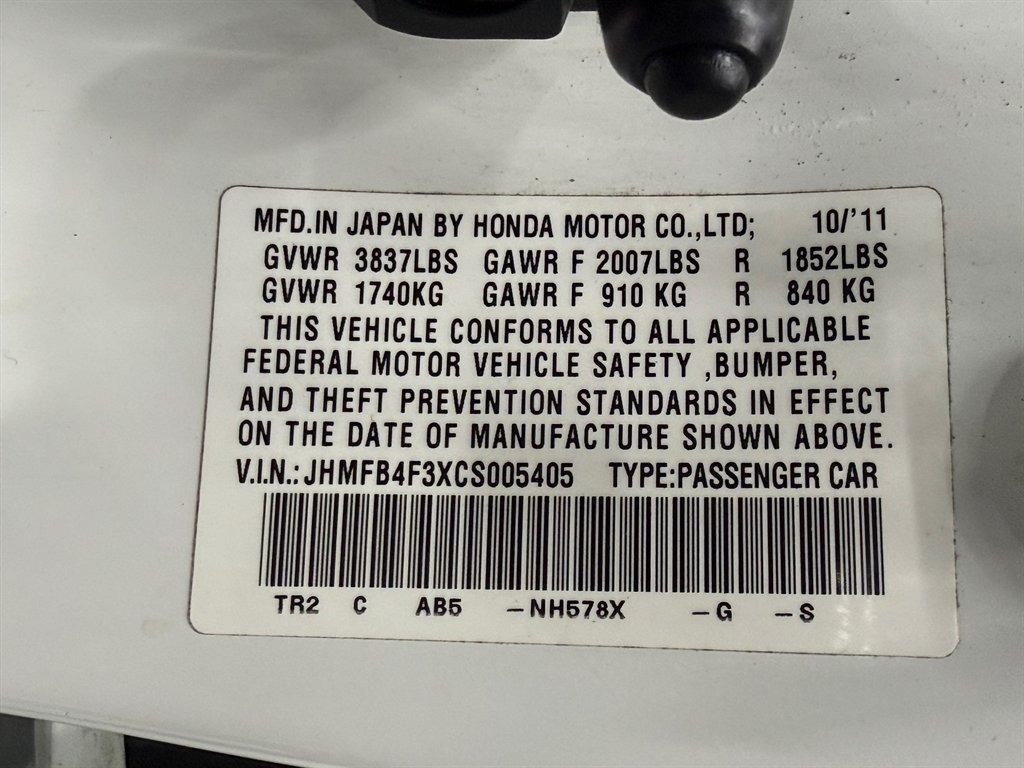 MFD.IN JAPAN BY HONDA MOTOR CO.,LTD; 10/'11
GVWR 3837LBS GAWR F 2007LBS R 1852LBS
GVWR 1740KG GAWR F 910 KG R 840 KG
THIS VEHICLE CONFORMS TO ALL APPLICABLE
FEDERAL MOTOR VEHICLE SAFETY ,BUMPER,
AND THEFT PREVENTION STANDARDS IN EFFECT
ON THE DATE OF MANUFACTURE SHOWN ABOVE.
V.I.N.: JHMFB4F3XCS005405 TYPE:PASSENGER CAR
TR2 C AB5 –NH578X –G –S